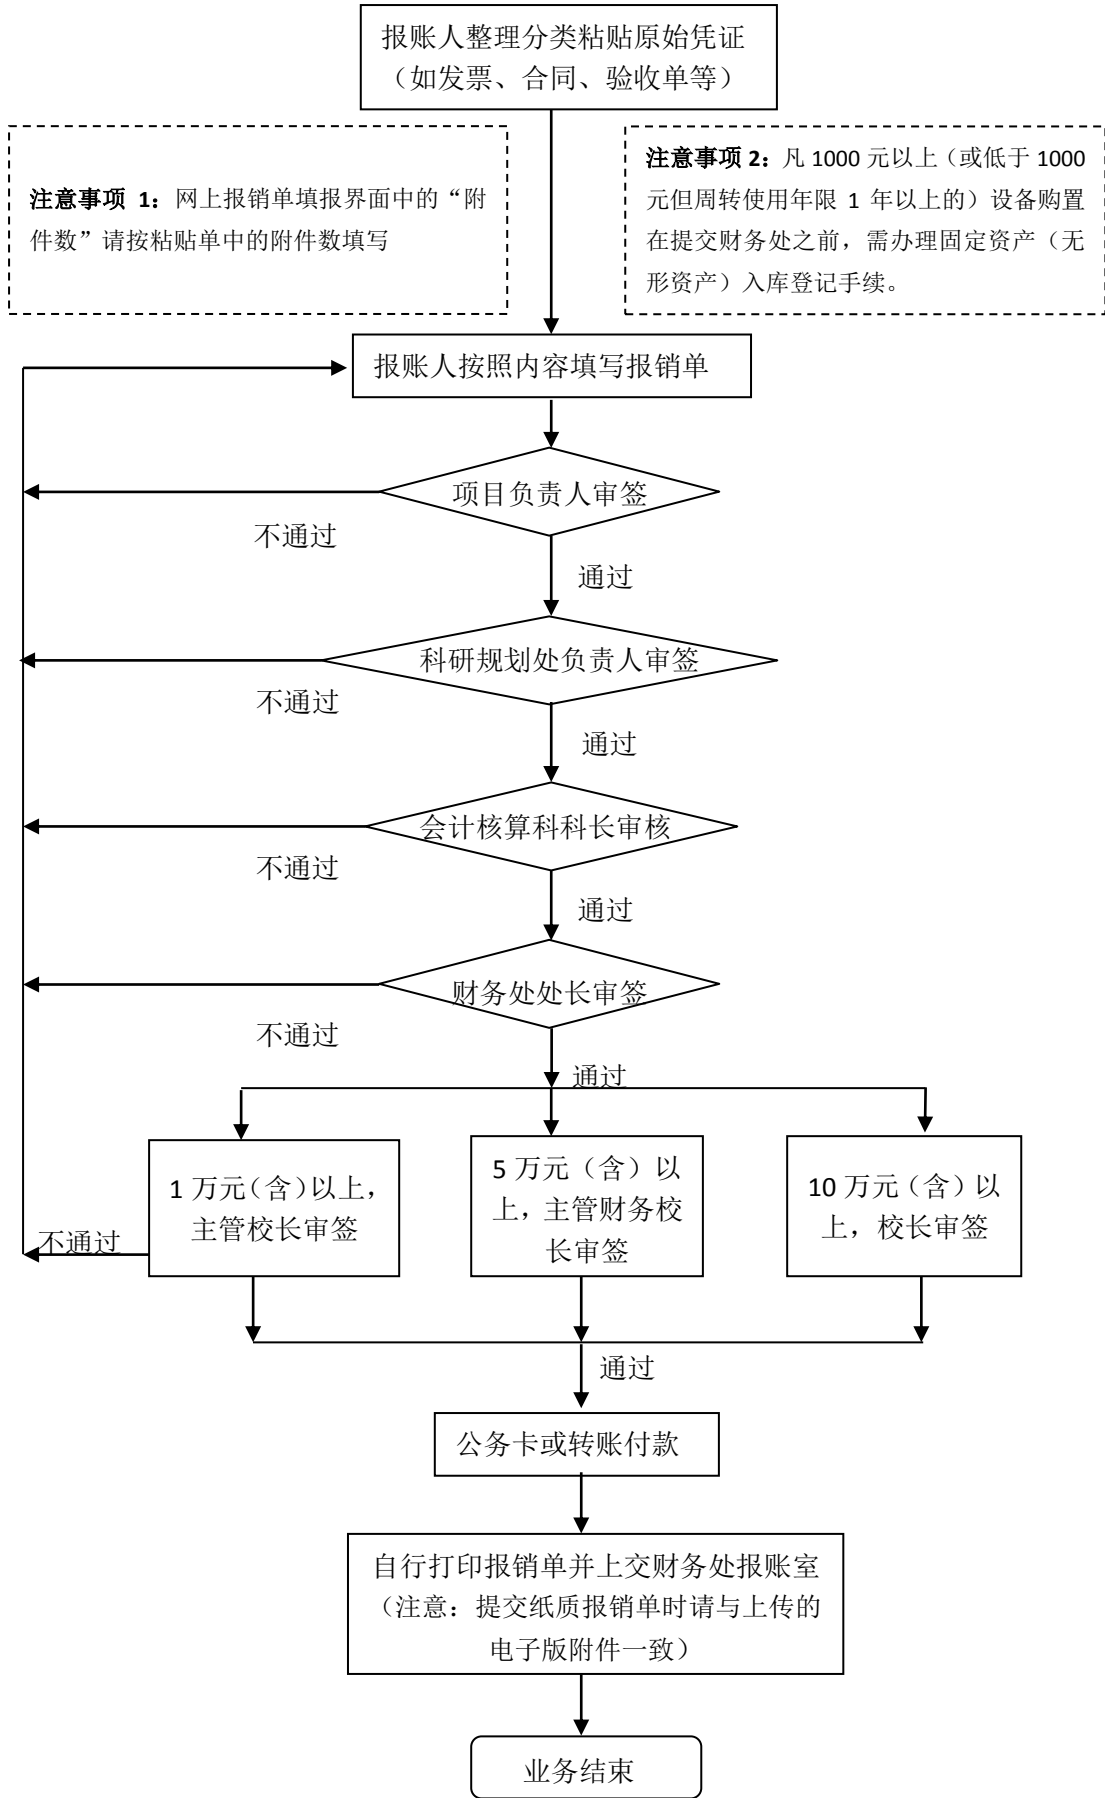 报账人整理分类粘贴原始凭证
（如发票、合同、验收单等）
注意事项 1：网上报销单填报界面中的“附
件数”请按粘贴单中的附件数填写
注意事项 2：凡 1000 元以上（或低于 1000
元但周转使用年限 1 年以上的）设备购置
在提交财务处之前，需办理固定资产（无
形资产）入库登记手续。
报账人按照内容填写报销单
项目负责人审签
不通过
通过
科研规划处负责人审签
不通过
通过
会计核算科科长审核
不通过
通过
财务处处长审签
不通过
通过
1 万元（含）以上，
主管校长审签
5 万元（含）以
上，主管财务校
长审签
10 万元（含）以
上，校长审签
不通过
通过
公务卡或转账付款
自行打印报销单并上交财务处报账室
（注意：提交纸质报销单时请与上传的
电子版附件一致）
业务结束